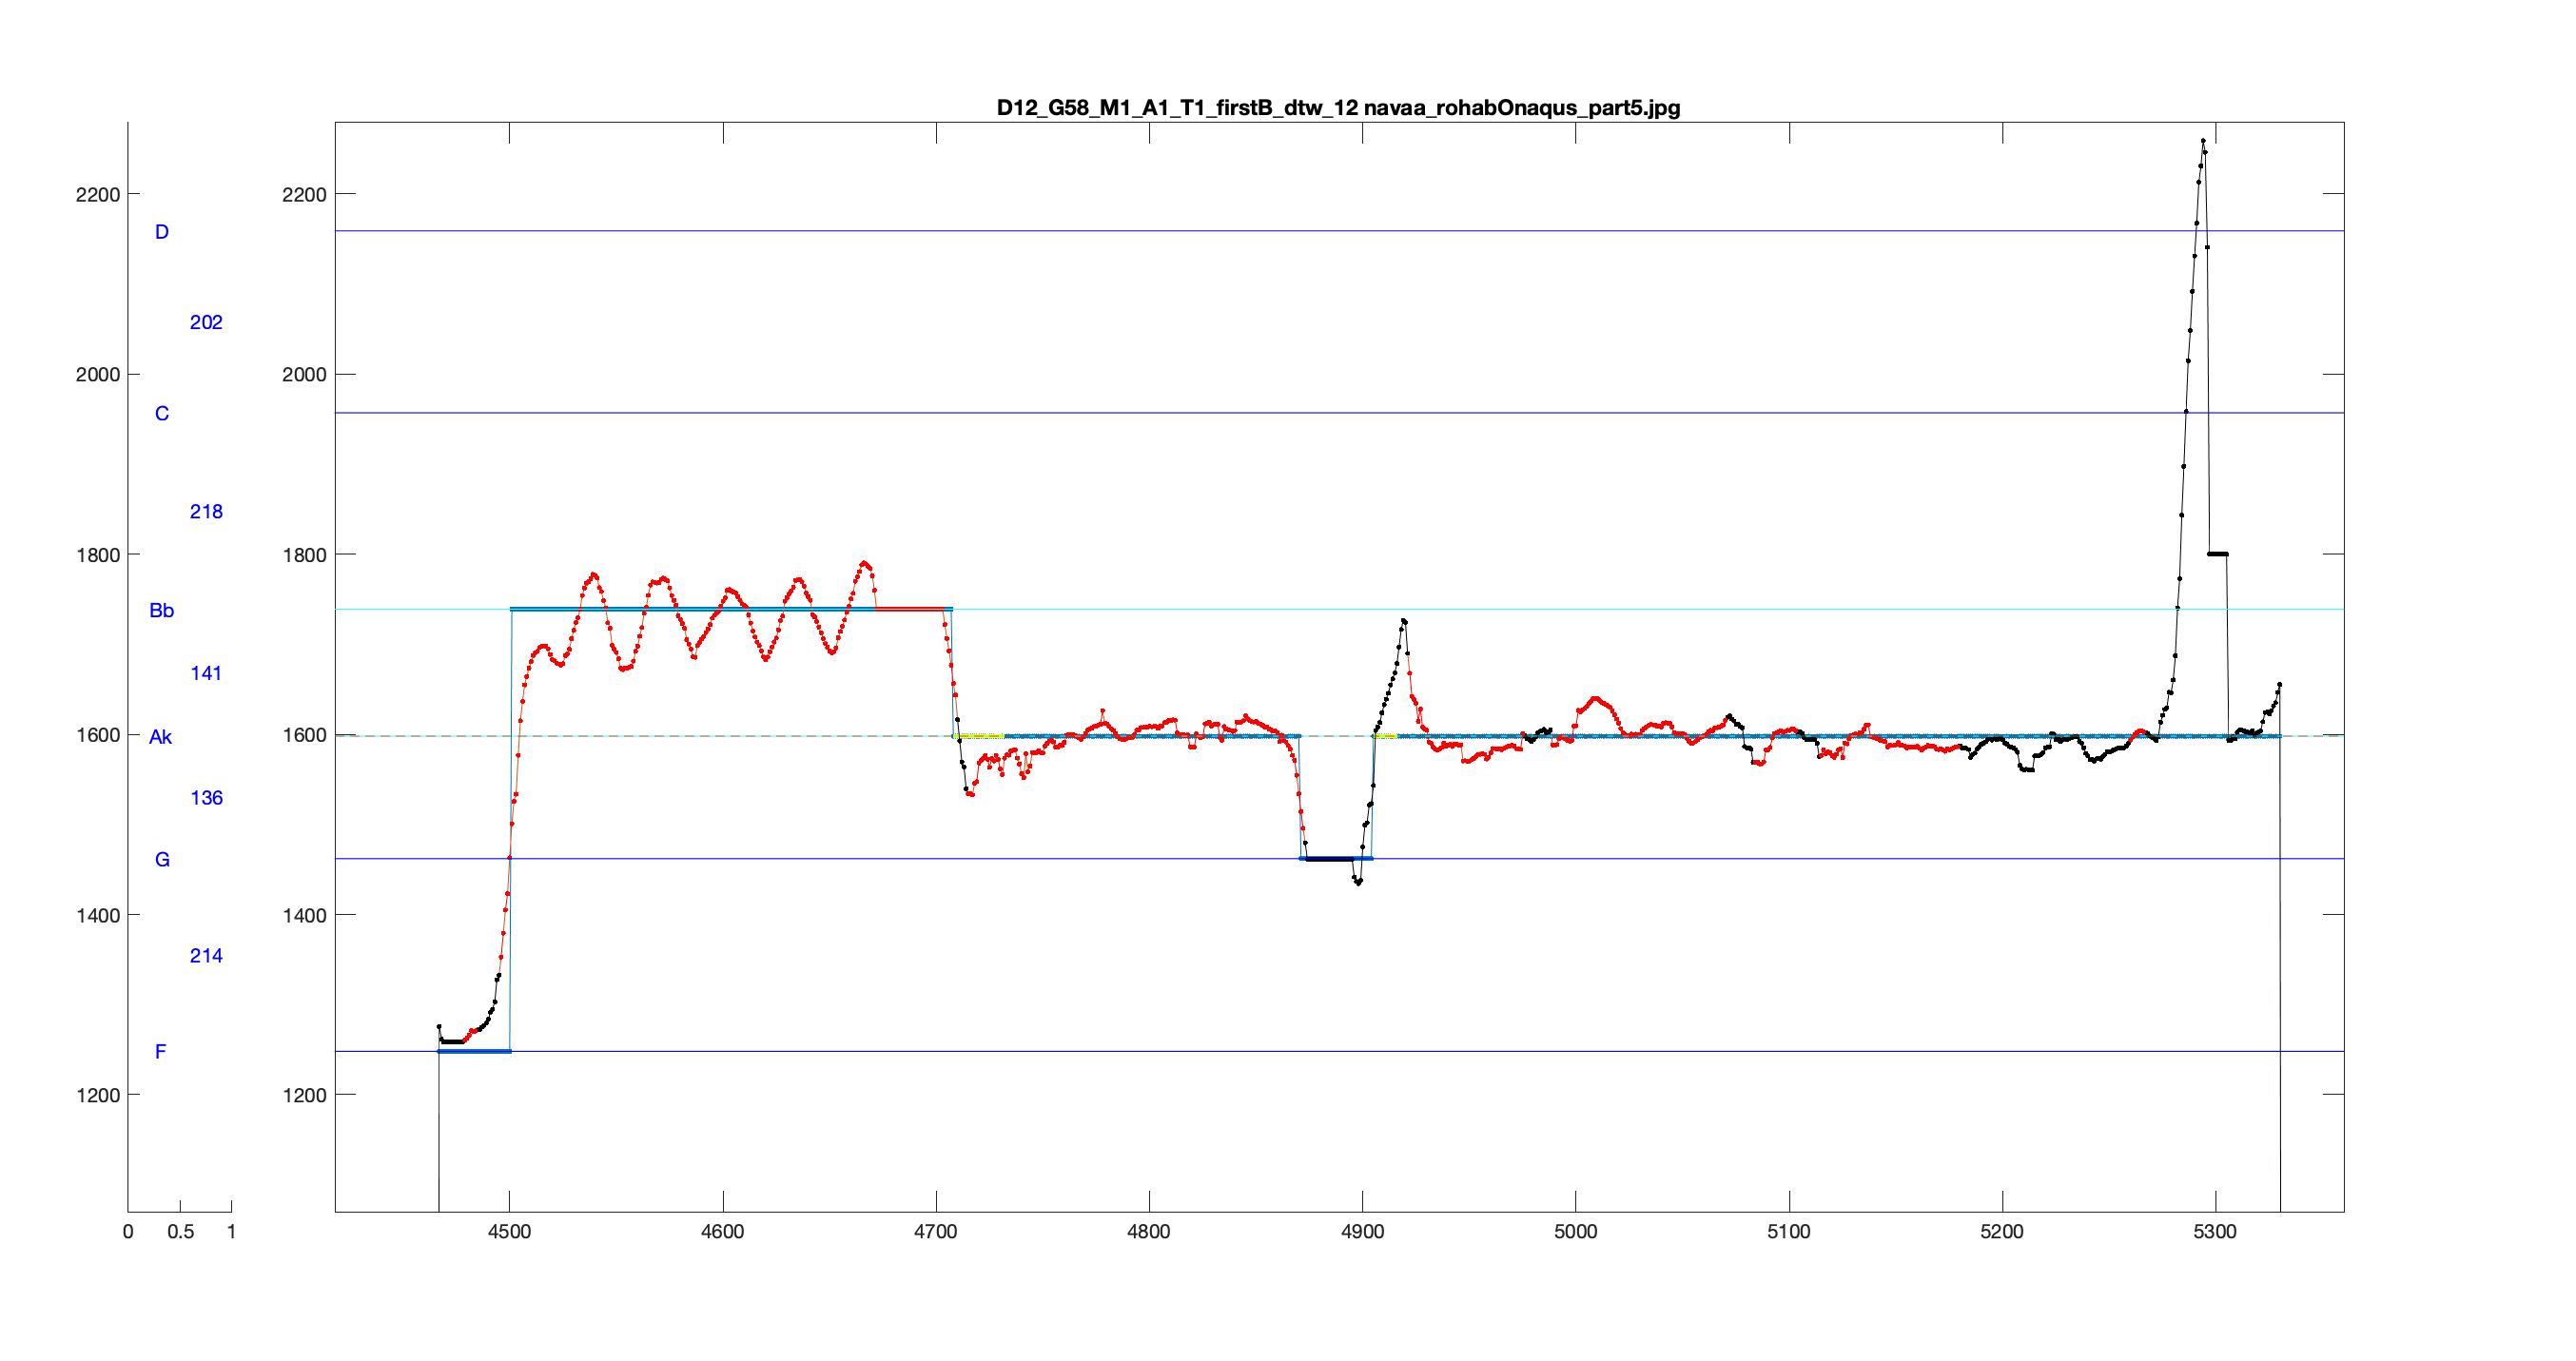 D12_G58_M1_A1_T1_firstB_dtw_12 navaa_rohabOnaqus_part5.jpg
2200 2200
D
202
2000 2000
C
218
1800 1800
Bb
141
1600 Ak 1600
136
G
1400 1400
214
F
1200 1200
0 0.5 1 4500 4600 4700 4800 4900 5000 5100 5200 5300